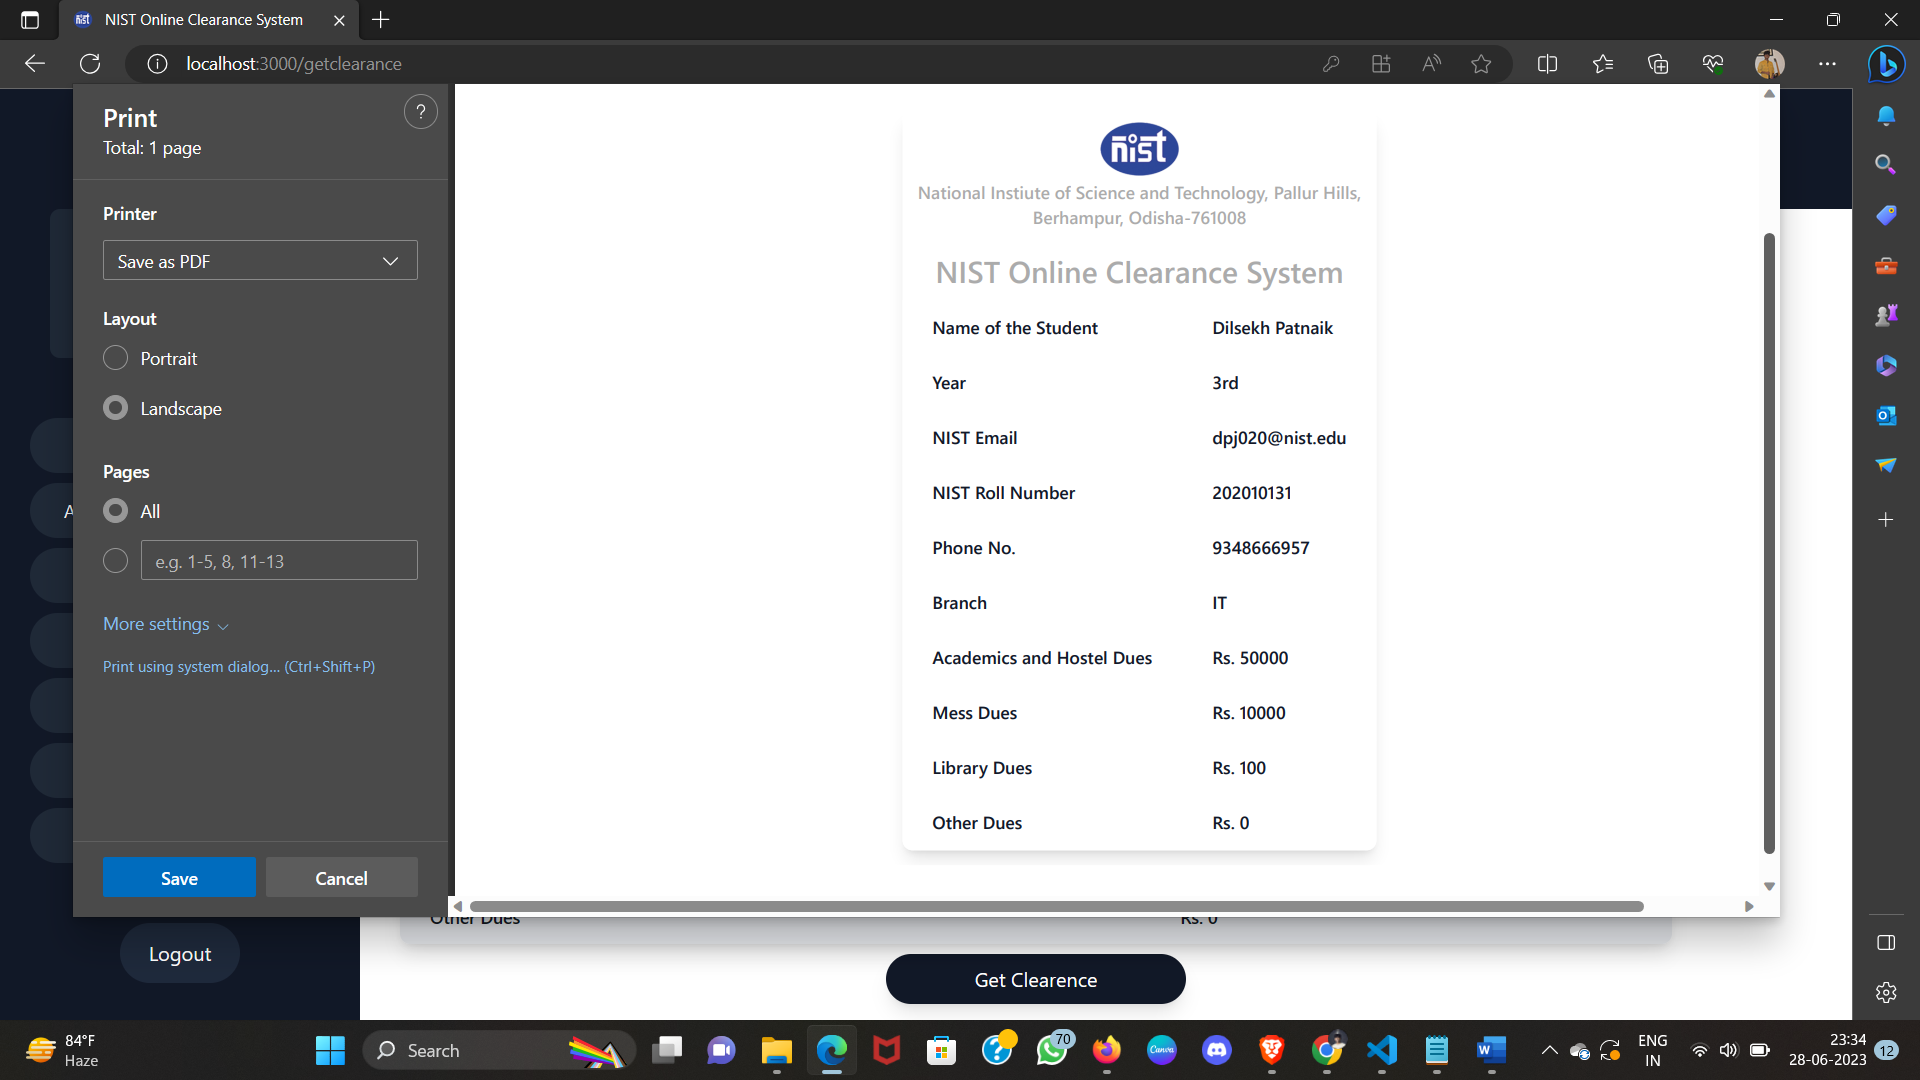 NIST Online Clearance System
localhost:3000/getclearance
Print
Total: 1 page
?
Printer
Save as PDF
Layout
Portrait
Landscape
Pages
All
e.g. 1-5, 8, 11-13
More settings
Print using system dialog... (Ctrl+Shift+P)
Save
Cancel
nist
National Instiute of Science and Technology, Pallur Hills,
Berhampur, Odisha-761008
NIST Online Clearance System
Name of the Student Dilsekh Patnaik
Year 3rd
NIST Email dpj020@nist.edu
NIST Roll Number 202010131
Phone No. 9348666957
Branch IT
Academics and Hostel Dues Rs. 50000
Mess Dues Rs. 10000
Library Dues Rs. 100
Other Dues Rs. 0
A
Other Dues Rs. 0
Logout
Get Clearence
84°F
Haze
Search
70
Canva
ENG
IN
23:34
28-06-2023
12